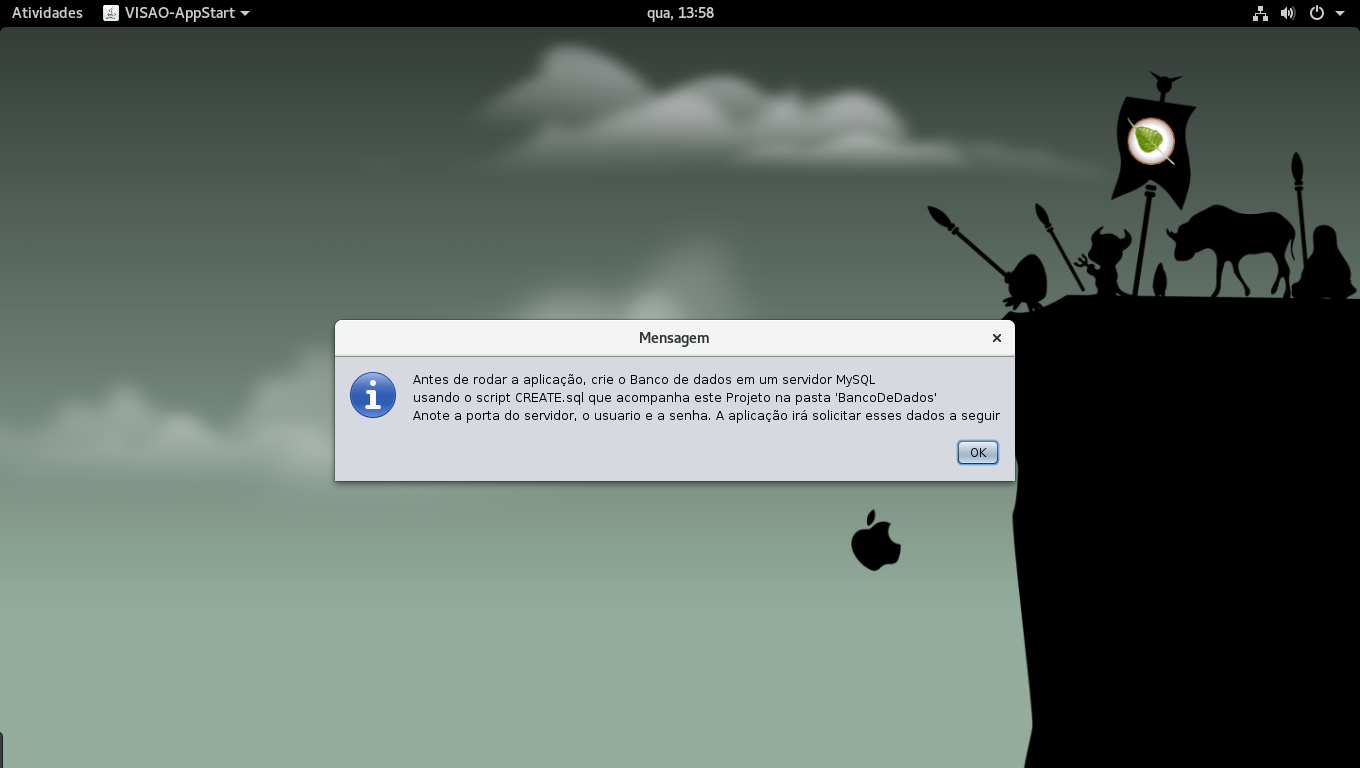 Atividades VISAO-AppStart qua, 13:58
Mensagem
Antes de rodar a aplicação, crie o Banco de dados em um servidor MySQL
usando o script CREATE.sql que acompanha este Projeto na pasta 'BancoDeDados'
Anote a porta do servidor, o usuario e a senha. A aplicação irá solicitar esses dados a seguir
OK